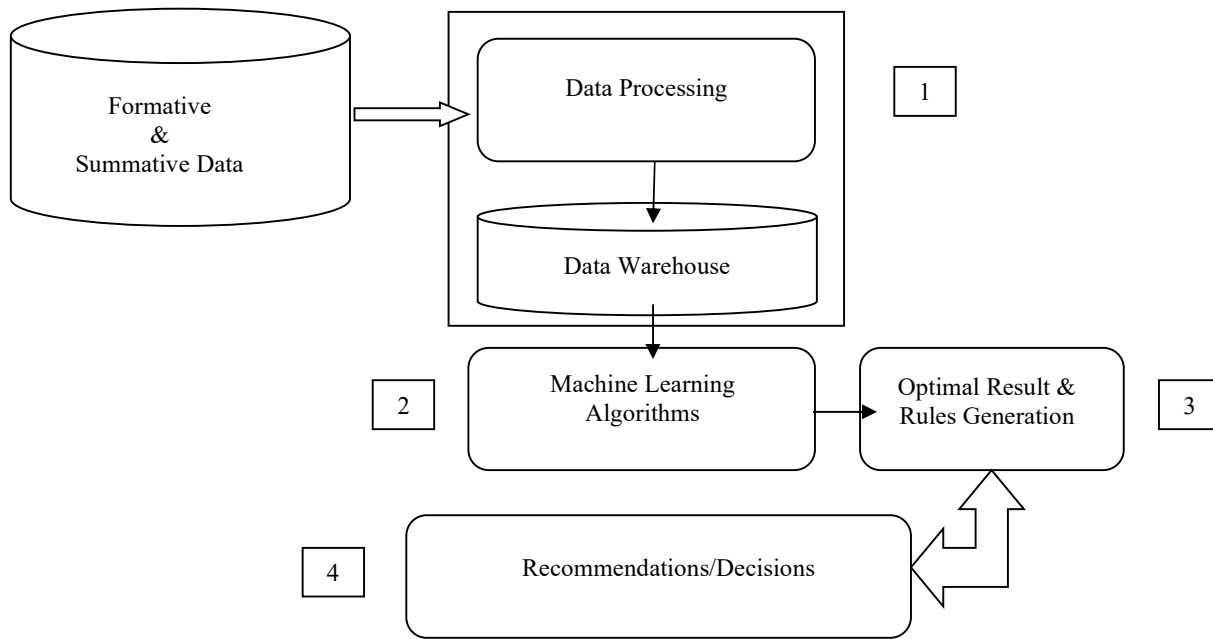 Formative
&
Summative Data
Data Processing
1
Data Warehouse
2
Machine Learning
Algorithms
Optimal Result &
Rules Generation
3
4
Recommendations/Decisions